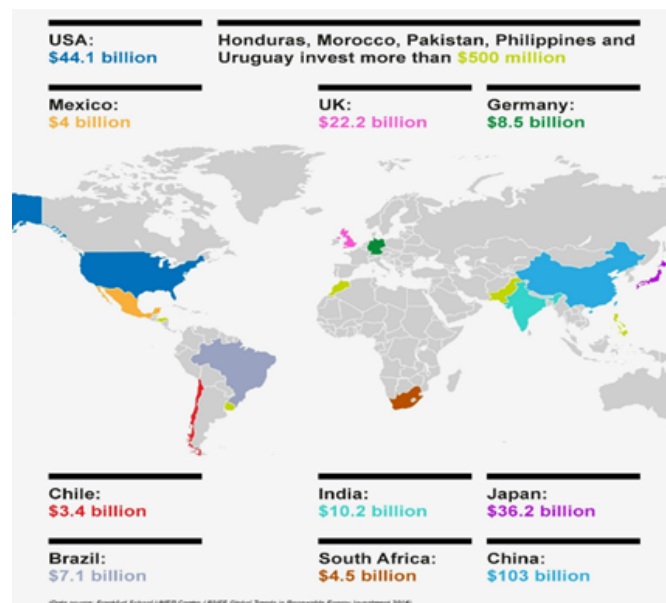 USA:
$44.1 billion
Honduras, Morocco, Pakistan, Philippines and
Uruguay invest more than $500 million
Mexico:
$4 billion
UK:
$22.2 billion
Germany:
$8.5 billion
Chile:
$3.4 billion
India:
$10.2 billion
Japan:
$36.2 billion
Brazil:
$7.1 billion
South Africa:
$4.5 billion
China:
$103 billion